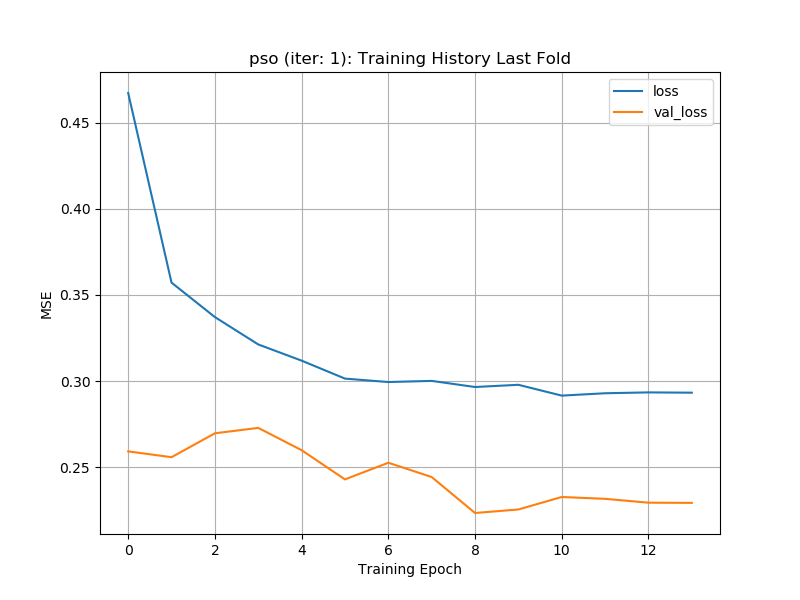 pso (iter: 1): Training History Last Fold
loss
val_loss
0.45
0.40
0.35
0.30
0.25
MSE
0 2 4 6 8 10 12
Training Epoch